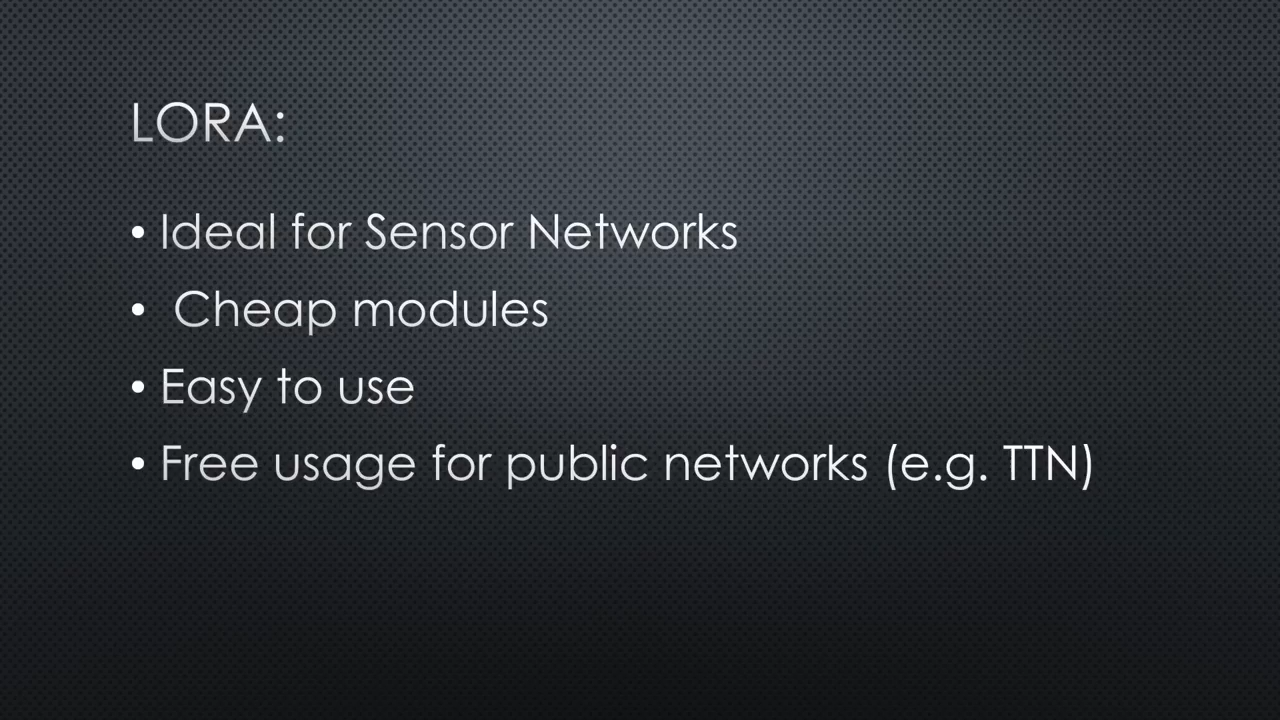 LORA:
• Ideal for Sensor Networks
• Cheap modules
• Easy to use
• Free usage for public networks (e.g. TTN)